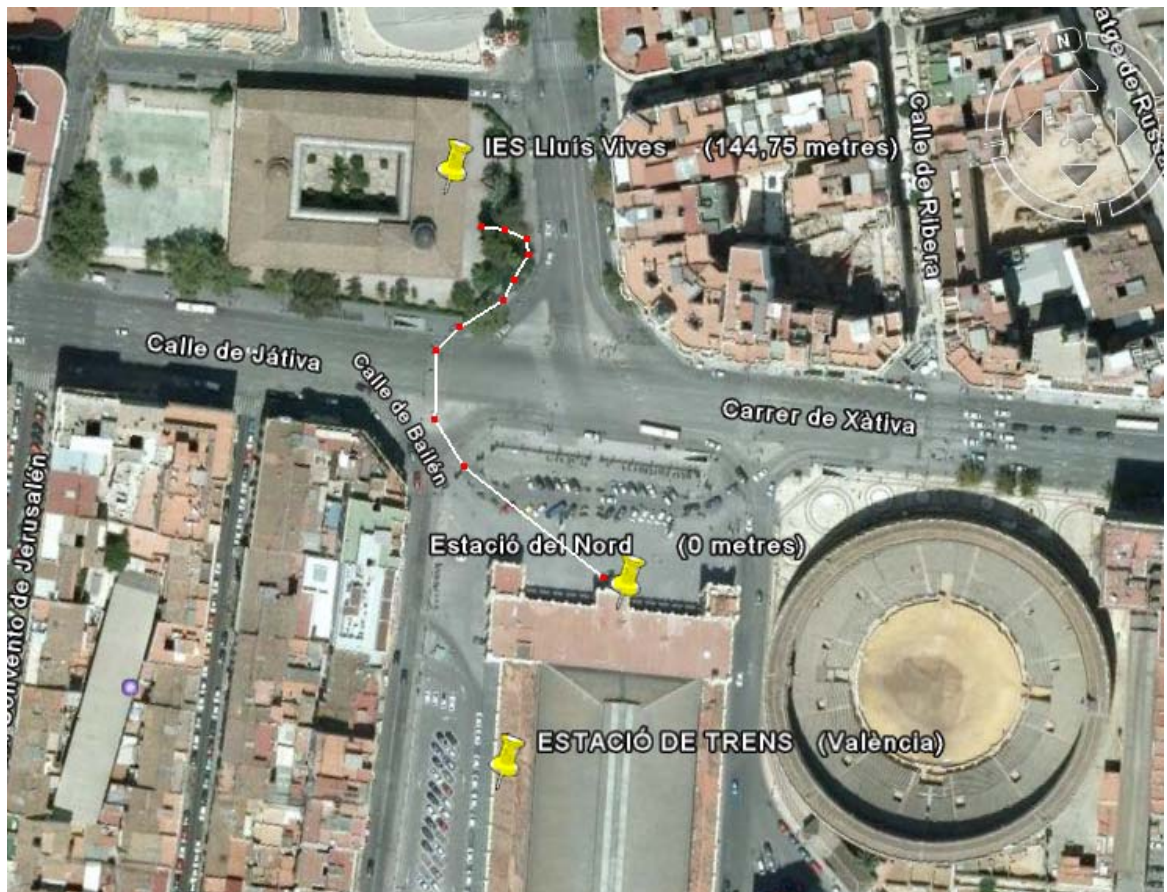 IES Lluís Vives (144,75 metres)
Calle de Ribera
N
Calle de Játiva
Calle de Bailén
Carrer de Xàtiva
Estació del Nord (0 metres)
Convento de Jerusalén
ESTACIÓ DE TRENS (València)